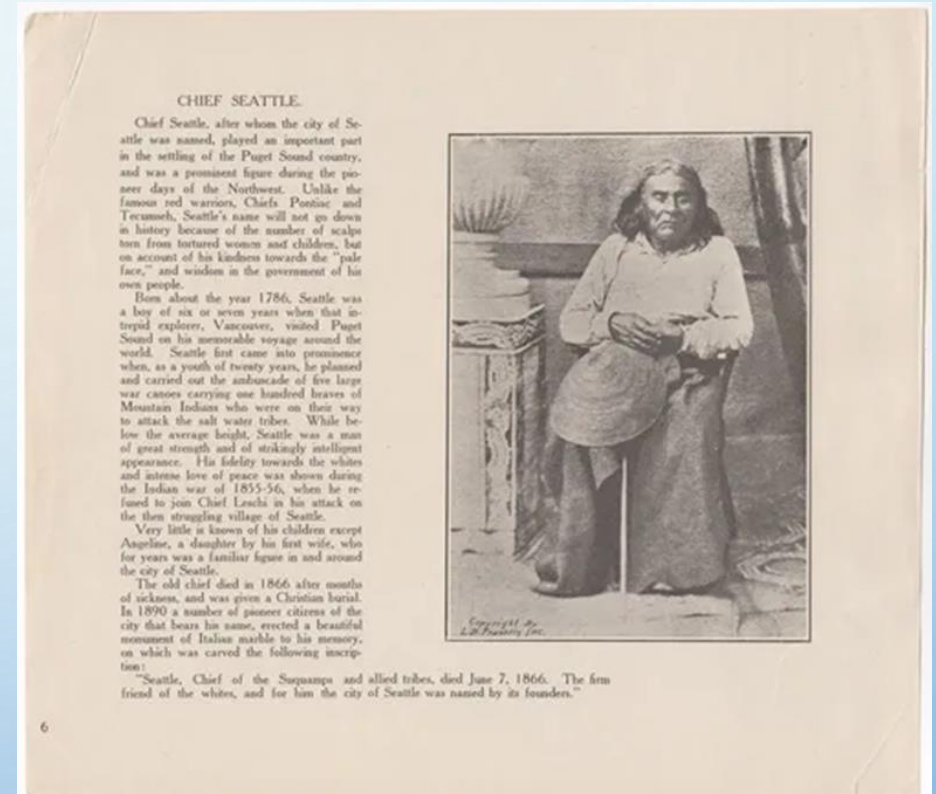 CHIEF SEATTLE.
Chief Seattle, after whom the city of Se-
attle was named, played an important part
in the settling of the Puget Sound country,
and was a prominent figure during the pio-
neer days of the Northwest. Unlike the
famous red warriors, Chiefs Pontiac and
Tecumseh, Seattle's name will not go down
in history because of the number of scalps
torn from tortured women and children, but
on account of his kindness towards the "pale
face," and wisdom in the government of his
own people.
Born about the year 1786, Seattle was
a boy of six or seven years when that in-
trepid explorer, Vancouver, visited Puget
Sound on his memorable voyage around the
world. Seattle first came into prominence
when, as a youth of twenty years, he planned
and carried out the ambuscade of five large
war canoes carrying one hundred braves of
Mountain Indians who were on their way
to attack the salt water tribes. While be-
low the average height, Seattle was a man
of great strength and of strikingly intelligent
appearance. His fidelity towards the whites
and intense love of peace was shown during
the Indian war of 1855-56, when he re-
fused to join Chief Leschi in his attack on
the then struggling village of Seattle.
Very little is known of his children except
Angeline, a daughter by his first wife, who
for years was a familiar figure in and around
the city of Seattle.
The old chief died in 1866 after months
of sickness, and was given a Christian burial.
In 1890 a number of pioneer citizens of the
city that bears his name, erected a beautiful
monument of Italian marble to his memory,
on which was carved the following inscrip-
tion:
"Seattle, Chief of the Suquamps and allied tribes, died June 7, 1866. The firm
friend of the whites, and for him the city of Seattle was named by its founders."
Copyright By
6